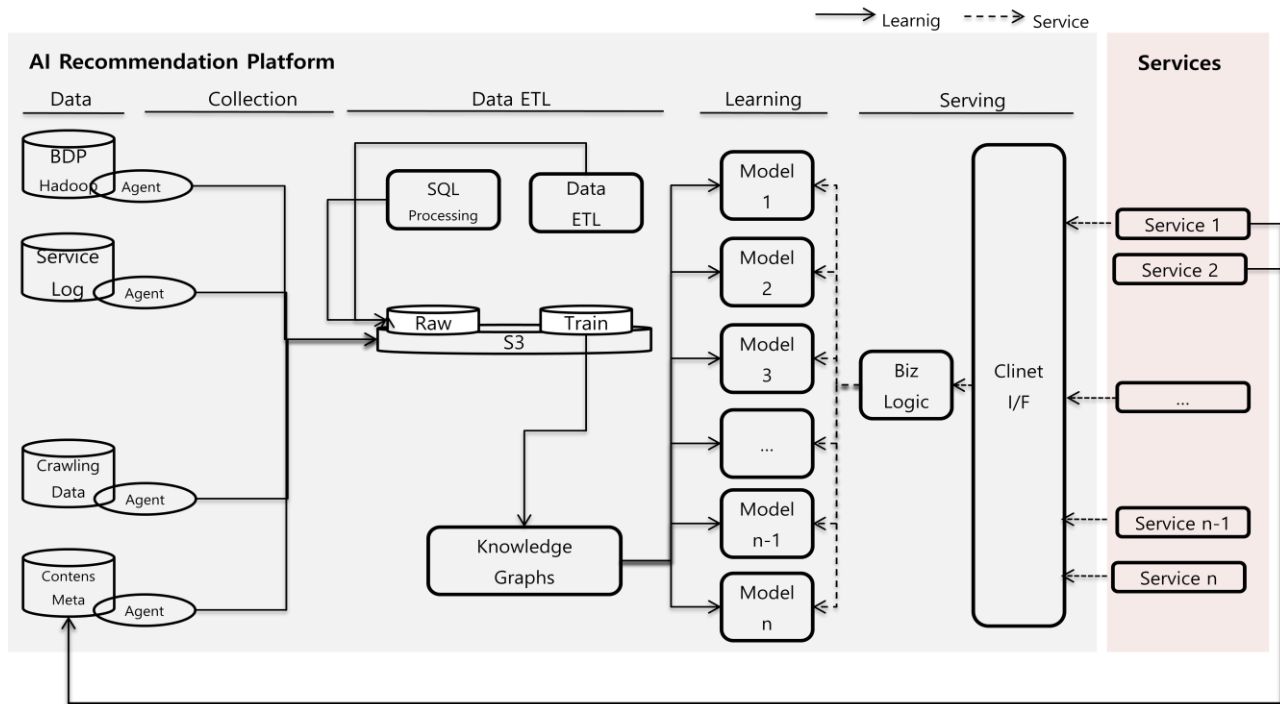 Learnig
Service
AI Recommendation Platform
Services
Data
Collection
Data ETL
Learning
Serving
BDP
Hadoop
Agent
Service
Log
Agent
Crawling
Data
Agent
Contens
Meta
Agent
SQL
Processing
Data
ETL
Raw
Train
S3
Knowledge
Graphs
Model
1
Model
2
Model
3
...
Model
n-1
Model
n
Biz
Logic
Clinet
I/F
Service 1
Service 2
...
Service n-1
Service n